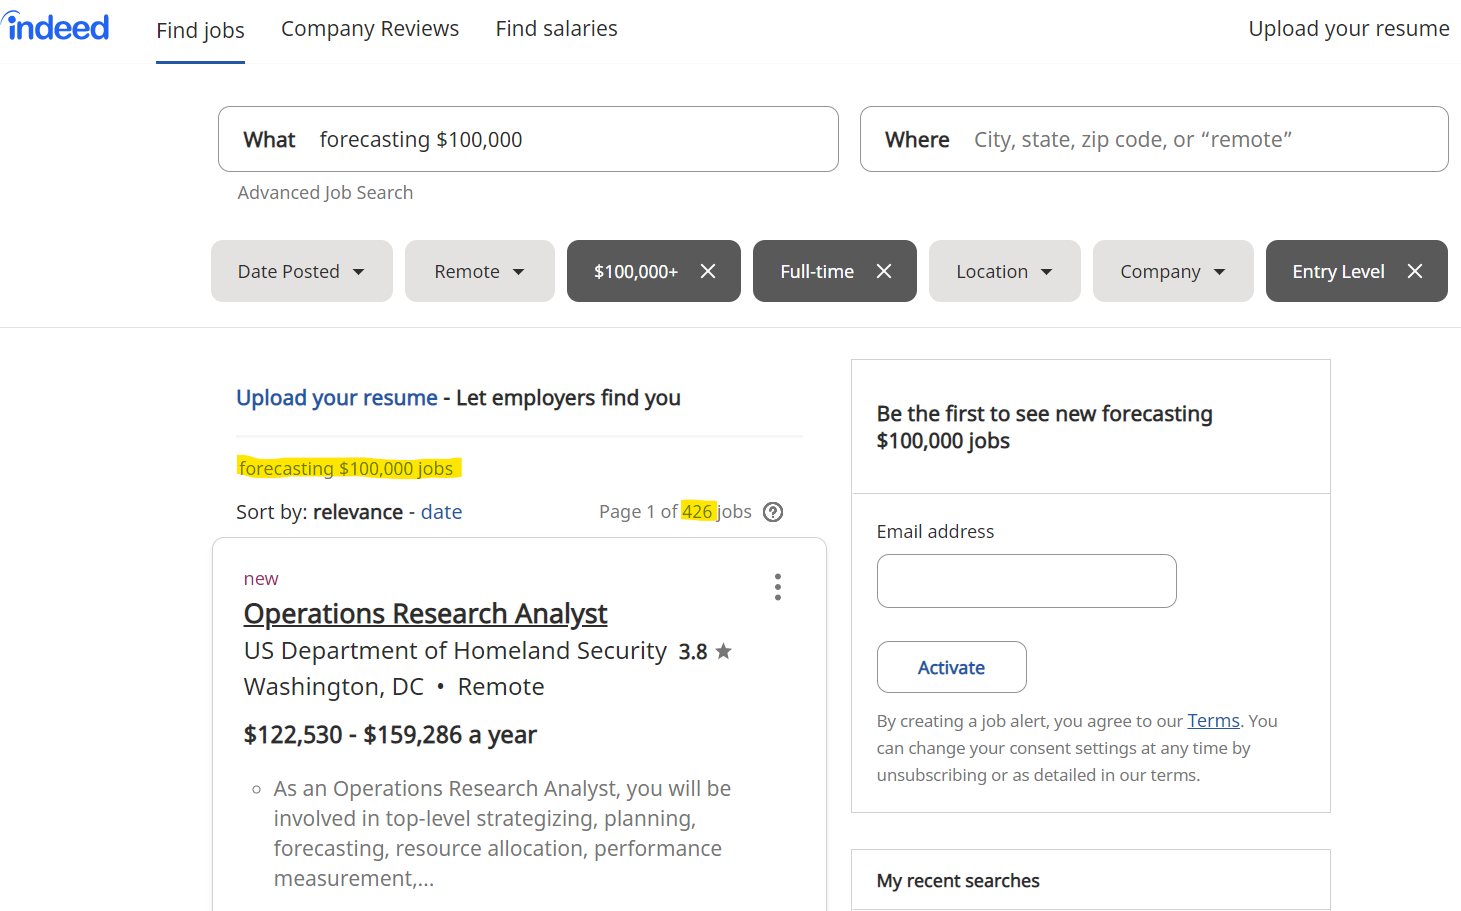 indeed Find jobs Company Reviews Find salaries Upload your resume
What forecasting $100,000 Where City, state, zip code, or “remote”
Advanced Job Search
Date Posted Remote $100,000+ Full-time Location Company Entry Level
Upload your resume - Let employers find you
forecasting $100,000 jobs
Sort by: relevance - date Page 1 of 426 jobs
new
Operations Research Analyst
US Department of Homeland Security 3.8
Washington, DC • Remote
$122,530 - $159,286 a year
As an Operations Research Analyst, you will be
involved in top-level strategizing, planning,
forecasting, resource allocation, performance
measurement,...
Be the first to see new forecasting
$100,000 jobs
Email address
Activate
By creating a job alert, you agree to our Terms. You
can change your consent settings at any time by
unsubscribing or as detailed in our terms.
My recent searches